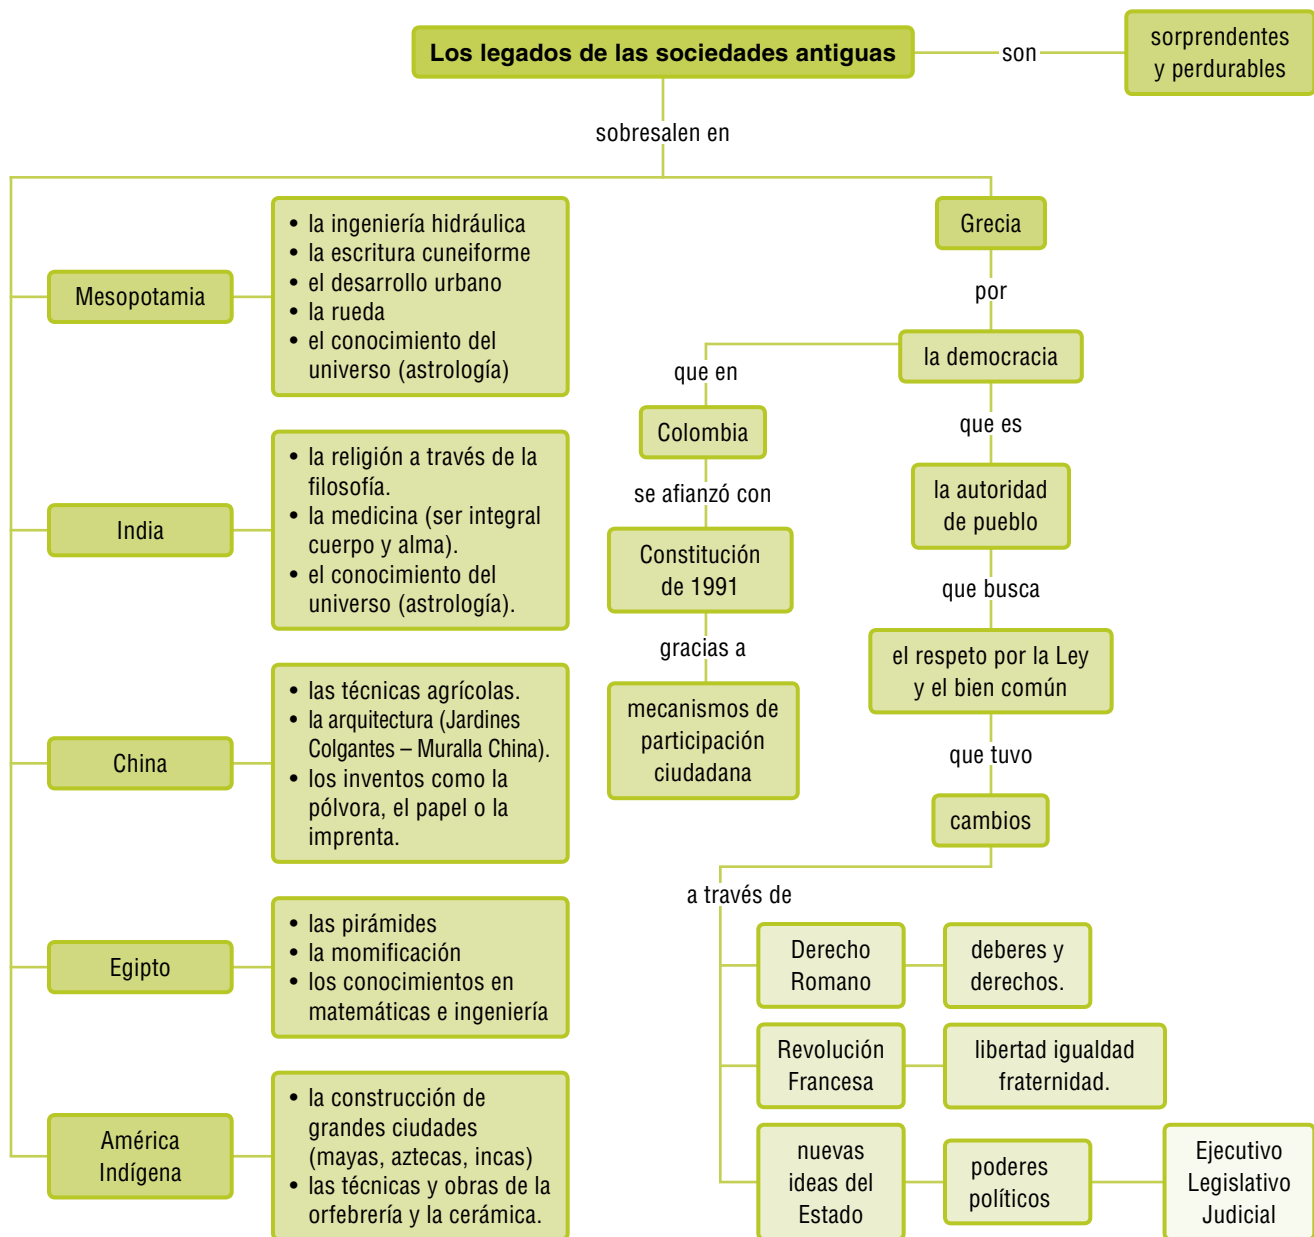 Los legados de las sociedades antiguas
son
sorprendentes
y perdurables
sobresalen en
Mesopotamia
• la ingeniería hidráulica
• la escritura cuneiforme
• el desarrollo urbano
• la rueda
• el conocimiento del
universo (astrología)
India
• la religión a través de la
filosofía.
• la medicina (ser integral
cuerpo y alma).
• el conocimiento del
universo (astrología).
China
• las técnicas agrícolas.
• la arquitectura (Jardines
Colgantes – Muralla China).
• los inventos como la
pólvora, el papel o la
imprenta.
Egipto
• las pirámides
• la momificación
• los conocimientos en
matemáticas e ingeniería
América
Indígena
• la construcción de
grandes ciudades
(mayas, aztecas, incas)
• las técnicas y obras de la
orfebrería y la cerámica.
Grecia
por
la democracia
que en
Colombia
se afianzó con
Constitución
de 1991
gracias a
mecanismos de
participación
ciudadana
que es
la autoridad
de pueblo
que busca
el respeto por la Ley
y el bien común
que tuvo
cambios
a través de
Derecho
Romano
deberes y
derechos.
Revolución
Francesa
libertad igualdad
fraternidad.
nuevas
ideas del
Estado
poderes
políticos
Ejecutivo
Legislativo
Judicial